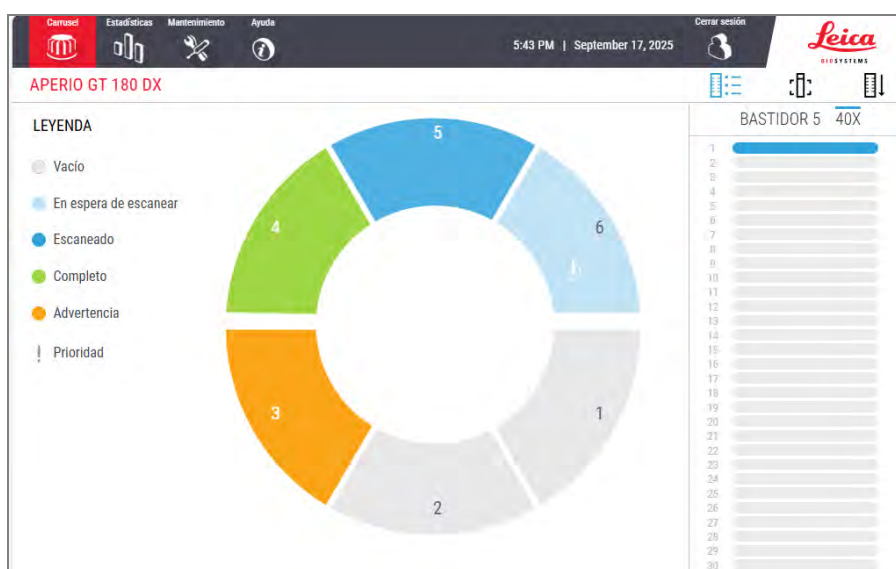 Carrusel Estadísticas Mantenimiento Ayuda Cerrar sesión
5:43 PM | September 17, 2025
Leica
BIOSYSTEMS
APERIO GT 180 DX
LEYENDA
Vacío
En espera de escanear
Escaneado
Completo
Advertencia
! Prioridad
5
4
6
!
3
1
2
BASTIDOR 5 40X
1
2
3
4
5
6
7
8
9
10
11
12
13
14
15
16
17
18
19
20
21
22
23
24
25
26
27
28
29
30